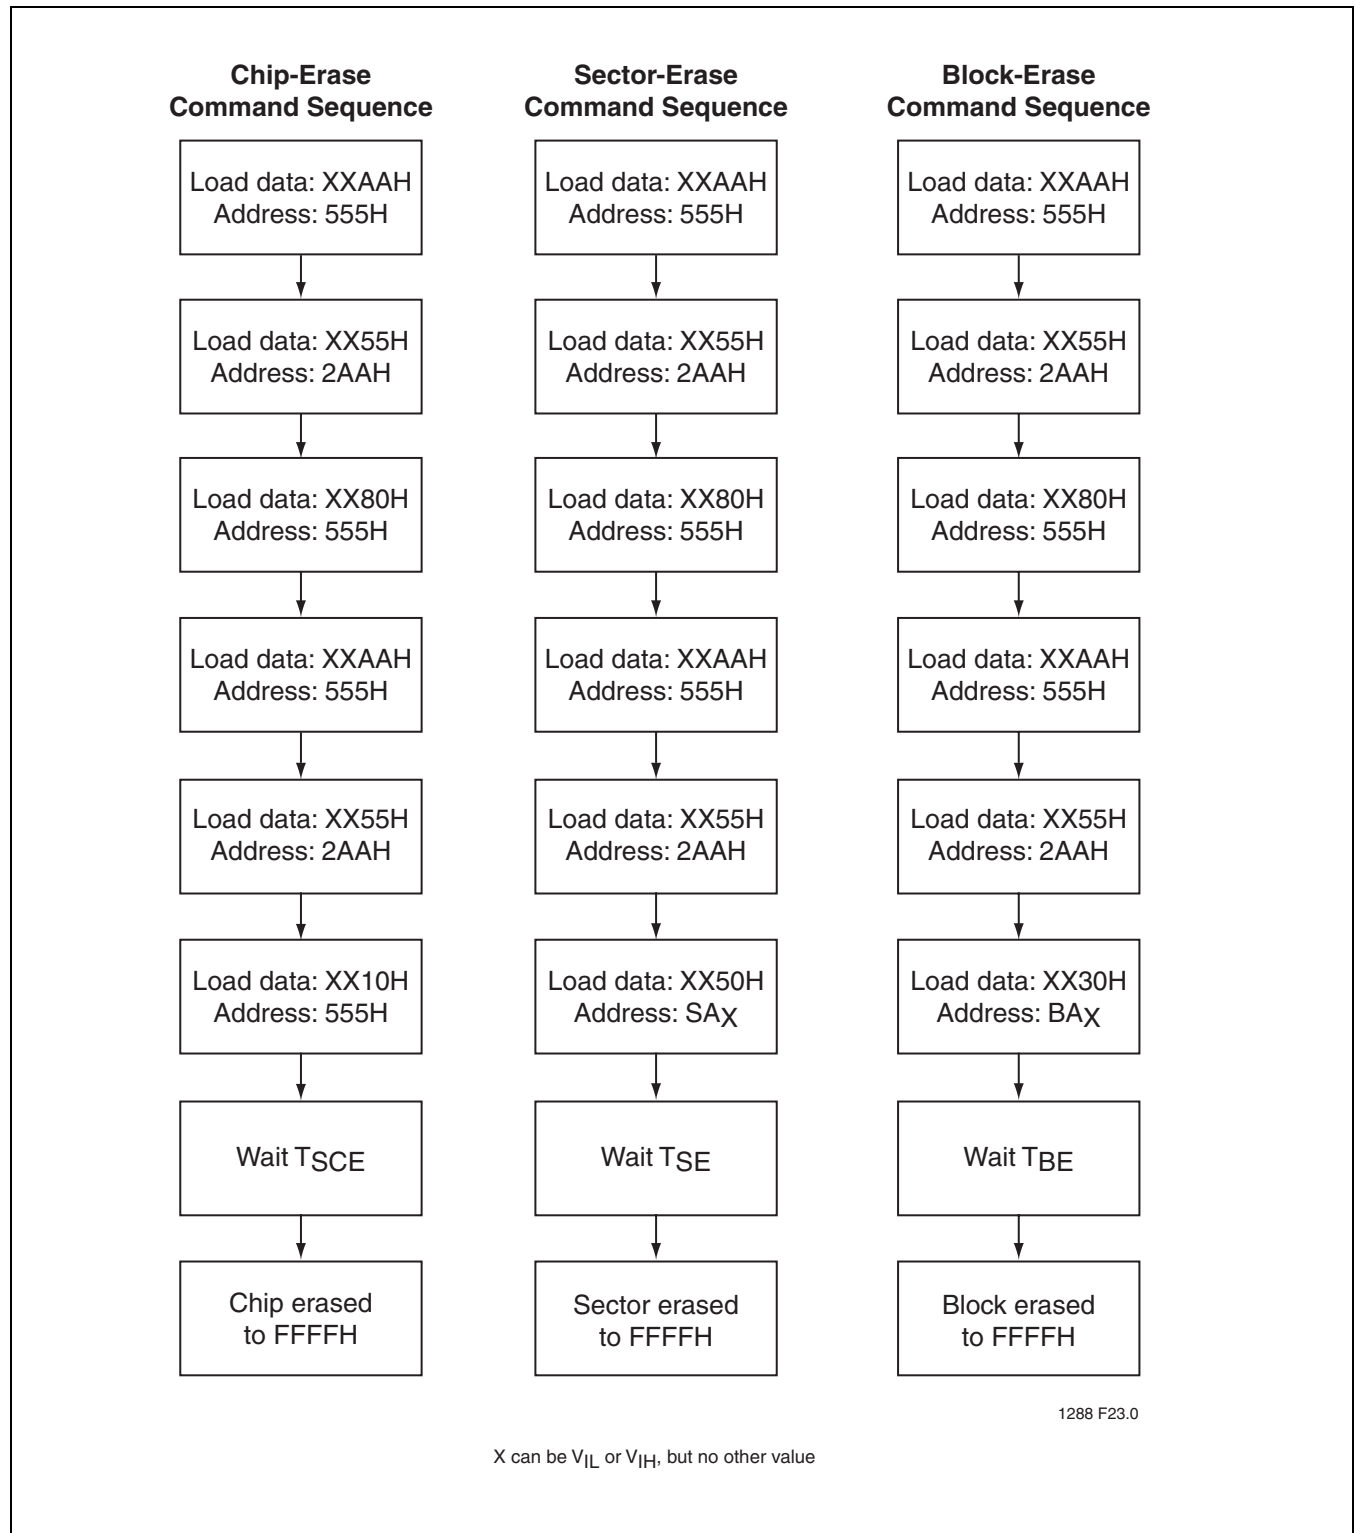 Chip-Erase
Command Sequence
Load data: XXAAH
Address: 555H
Load data: XX55H
Address: 2AAH
Load data: XX80H
Address: 555H
Load data: XXAAH
Address: 555H
Load data: XX55H
Address: 2AAH
Load data: XX10H
Address: 555H
Wait TSCE
Chip erased
to FFFFH
Sector-Erase
Command Sequence
Load data: XXAAH
Address: 555H
Load data: XX55H
Address: 2AAH
Load data: XX80H
Address: 555H
Load data: XXAAH
Address: 555H
Load data: XX55H
Address: 2AAH
Load data: XX50H
Address: SAX
Wait TSE
Sector erased
to FFFFH
Block-Erase
Command Sequence
Load data: XXAAH
Address: 555H
Load data: XX55H
Address: 2AAH
Load data: XX80H
Address: 555H
Load data: XXAAH
Address: 555H
Load data: XX55H
Address: 2AAH
Load data: XX30H
Address: BAX
Wait TBE
Block erased
to FFFFH
1288 F23.0
X can be VIL or VIH, but no other value